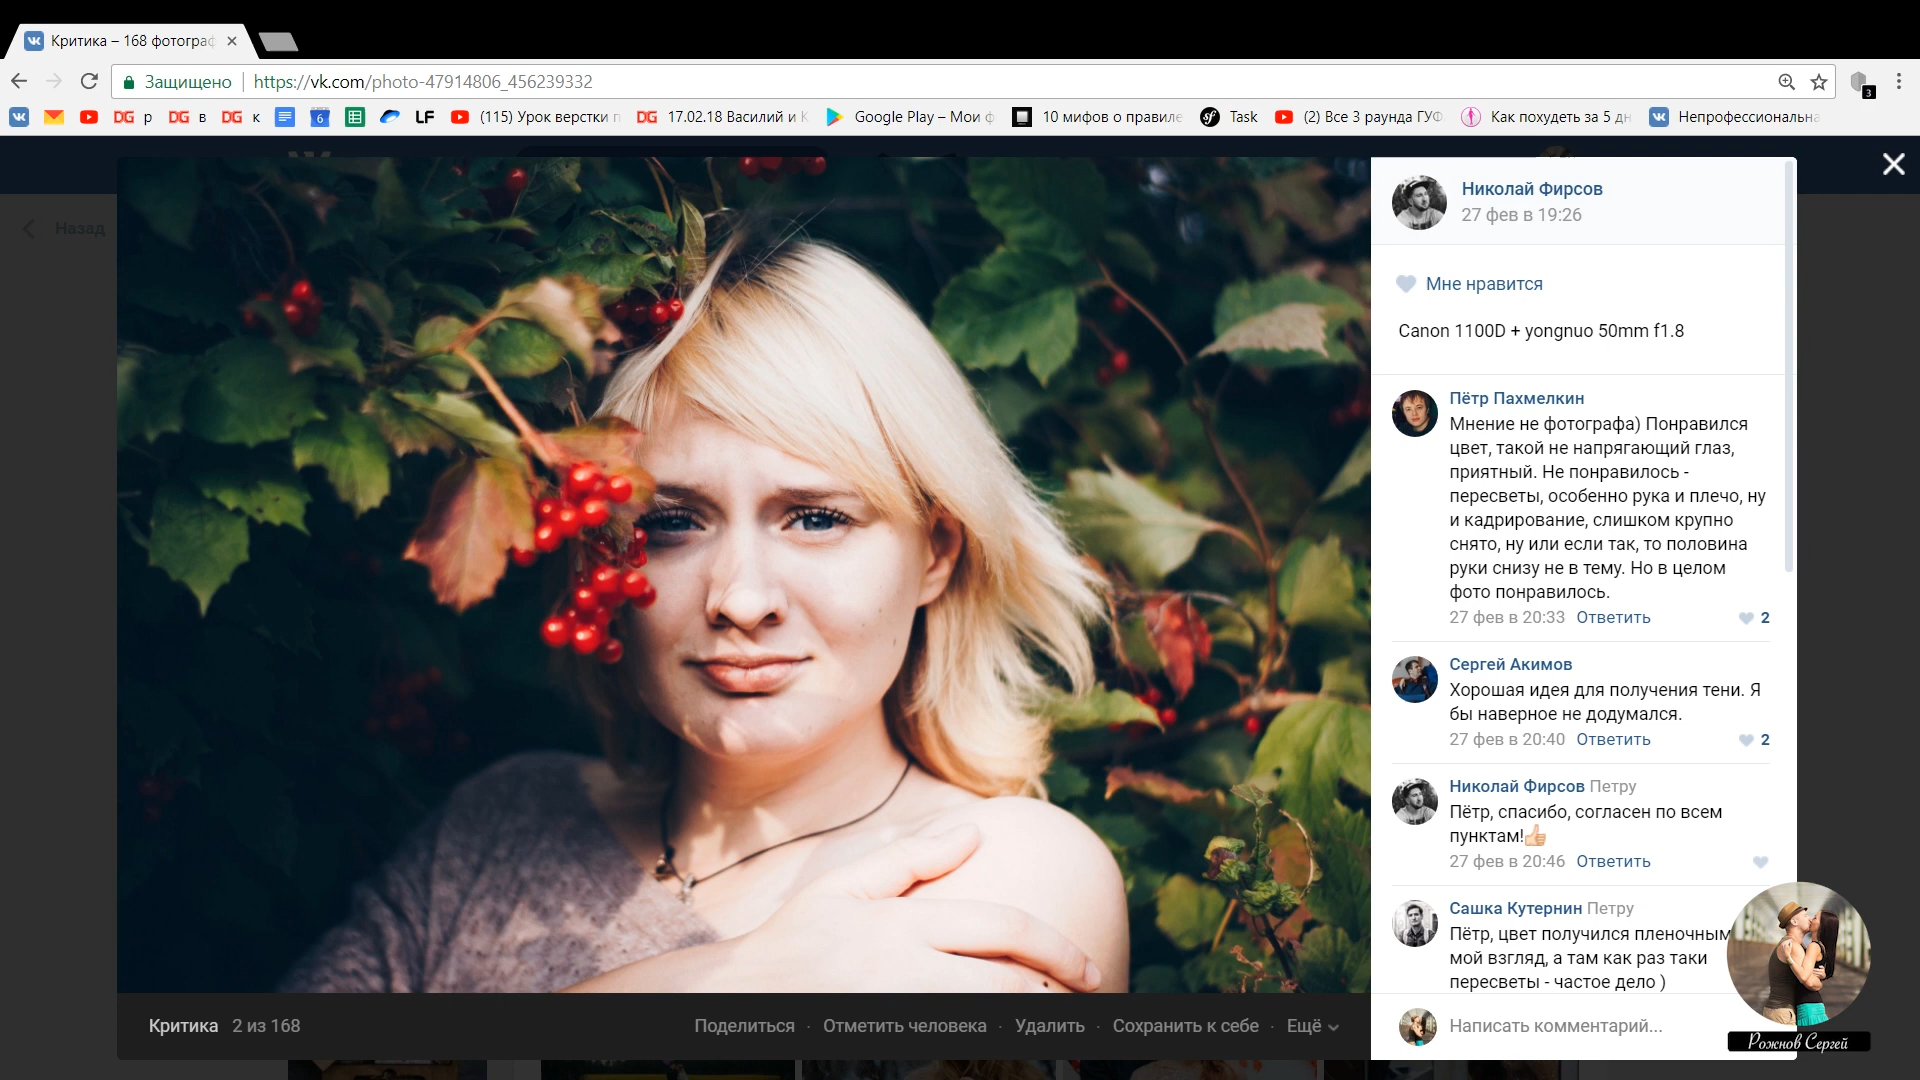 Критика – 168 фотограф
Защищено
https://vk.com/photo-47914806_456239332
3
DG р
DG в
DG к
6
LF
(115) Урок верстки п
DG 17.02.18 Василий и К
Google Play – Мои ф
10 мифов о правиле
sf Task
(2) Все 3 раунда ГУФ
Как похудеть за 5 дн
Непрофессиональна
Назад
Николай Фирсов
27 фев в 19:26
Мне нравится
Canon 1100D + yongnuo 50mm f1.8
Пётр Пахмелкин
Мнение не фотографа) Понравился
цвет, такой не напрягающий глаз,
приятный. Не понравилось -
пересветы, особенно рука и плечо, ну
и кадрирование, слишком крупно
снято, ну или если так, то половина
руки снизу не в тему. Но в целом
фото понравилось.
27 фев в 20:33 Ответить 2
Сергей Акимов
Хорошая идея для получения тени. Я
бы наверное не додумался.
27 фев в 20:40 Ответить 2
Николай Фирсов Петру
Пётр, спасибо, согласен по всем
пунктам!👍
27 фев в 20:46 Ответить
Сашка Кутернин Петру
Пётр, цвет получился пленочным
мой взгляд, а там как раз таки
пересветы - частое дело )
Критика 2 из 168
Поделиться · Отметить человека · Удалить · Сохранить к себе · Ещё
Написать комментарий...
Рожнов Сергей